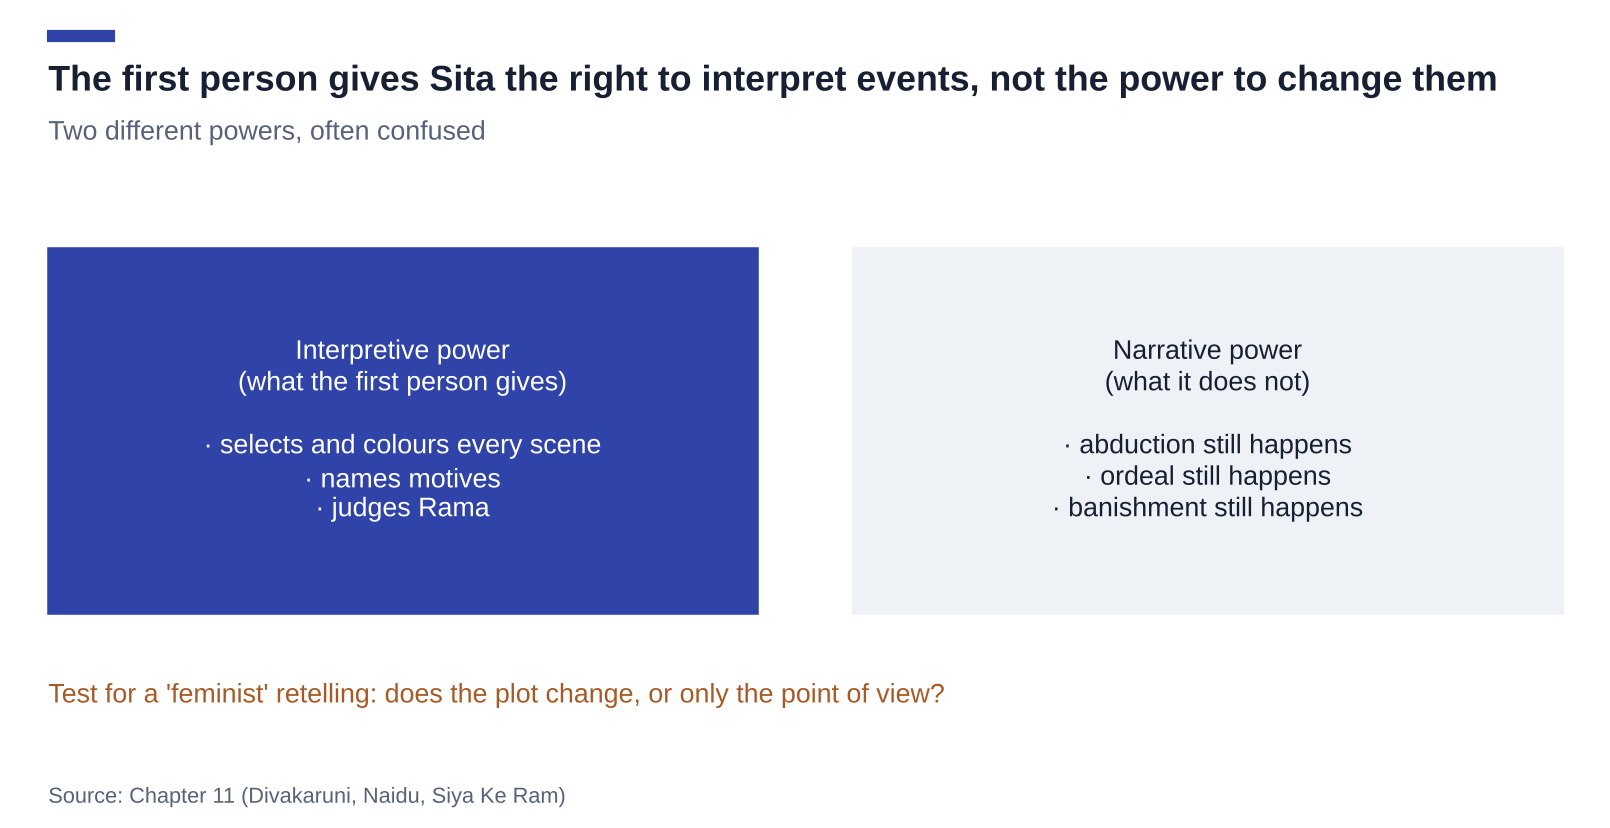 The first person gives Sita the right to interpret events, not the power to change them
Two different powers, often confused
Interpretive power
(what the first person gives)
· selects and colours every scene
· names motives
· judges Rama
Narrative power
(what it does not)
· abduction still happens
· ordeal still happens
· banishment still happens
Test for a 'feminist' retelling: does the plot change, or only the point of view?
Source: Chapter 11 (Divakaruni, Naidu, Siya Ke Ram)